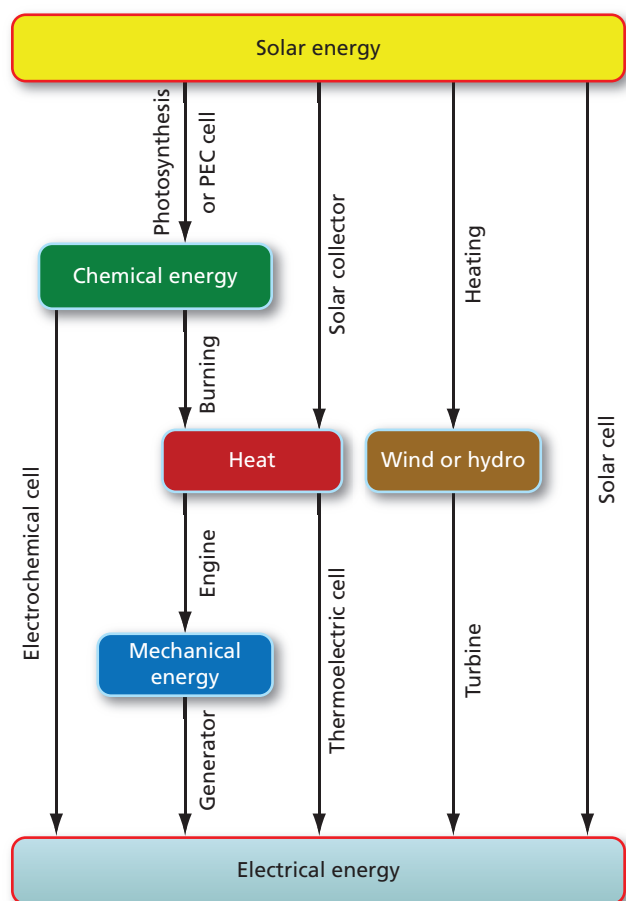 Solar energy
Photosynthesis
or PEC cell
Solar collector
Heating
Solar cell
Chemical energy
Burning
Electrochemical cell
Heat
Wind or hydro
Engine
Thermoelectric cell
Turbine
Mechanical
energy
Generator
Electrical energy